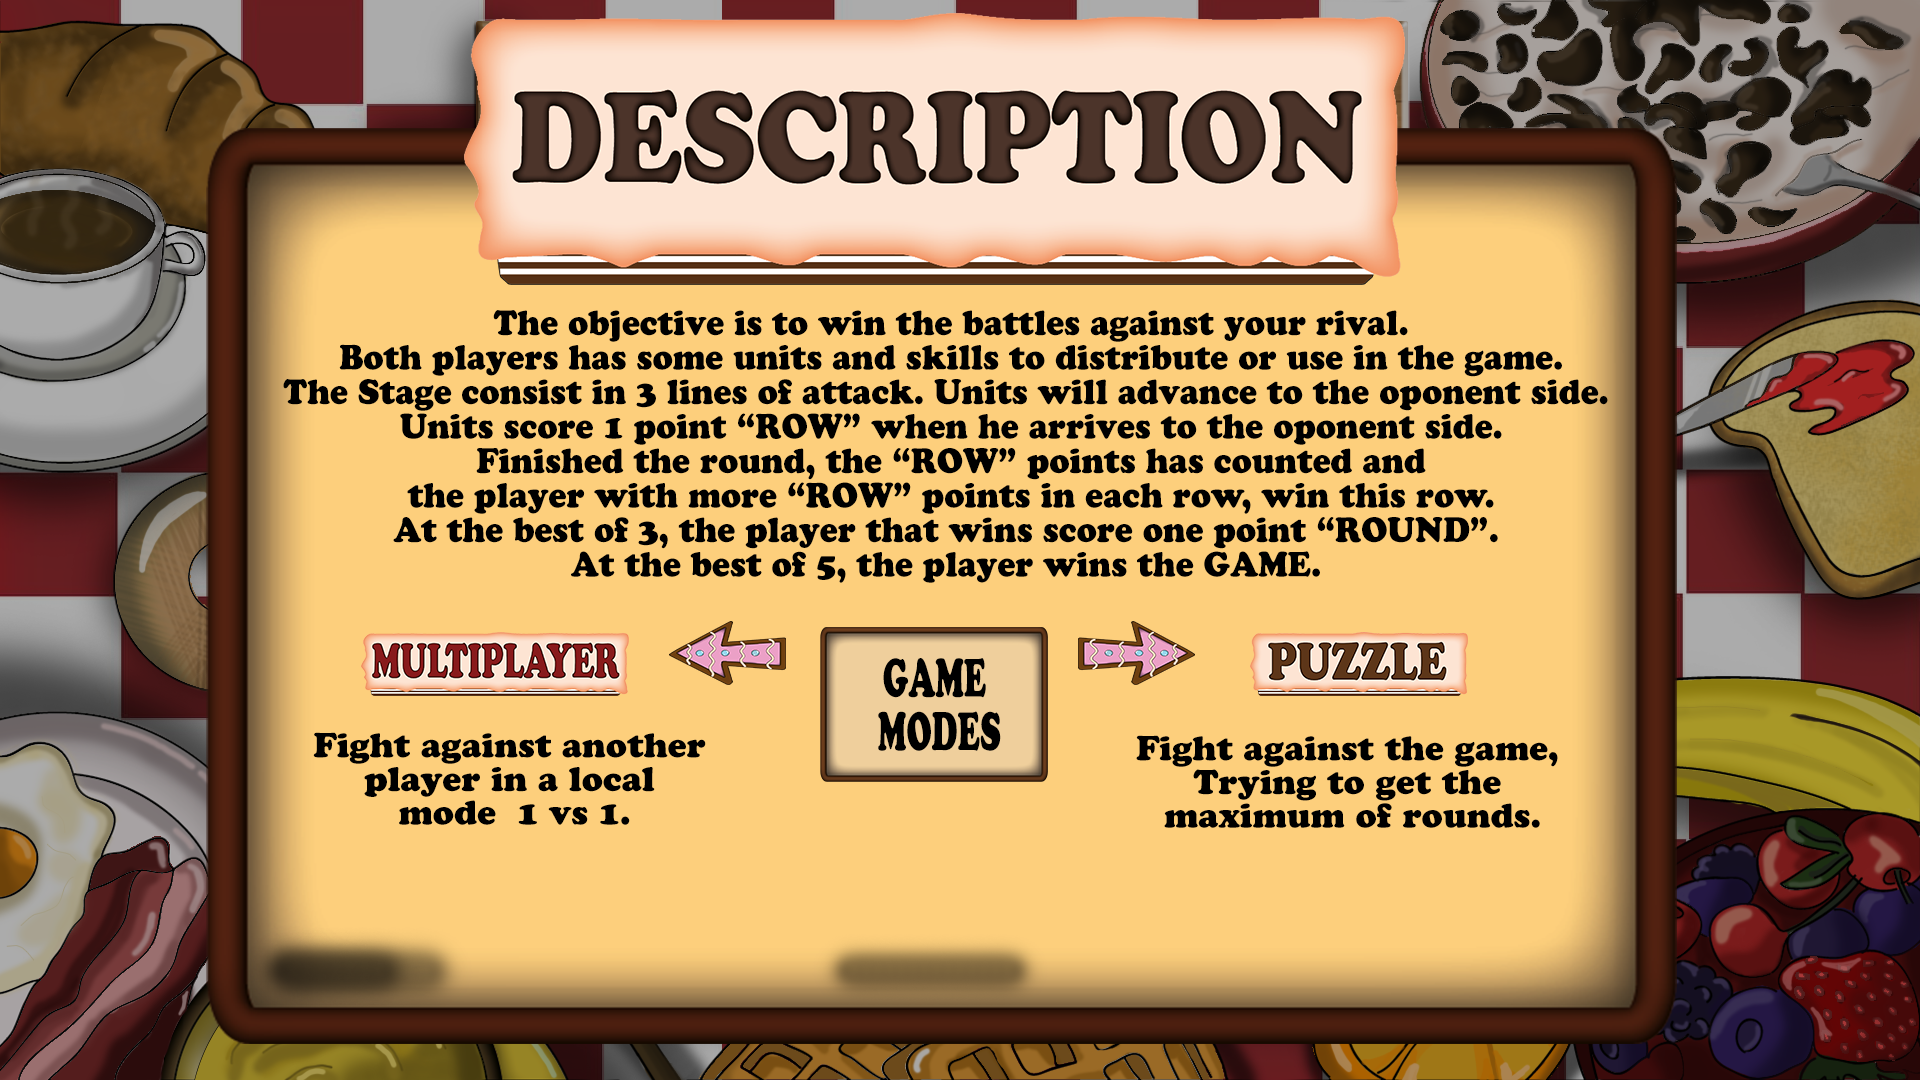 DESCRIPTION
The objective is to win the battles against your rival.
Both players has some units and skills to distribute or use in the game.
The Stage consist in 3 lines of attack. Units will advance to the oponent side.
Units score 1 point “ROW” when he arrives to the oponent side.
Finished the round, the “ROW” points has counted and
the player with more “ROW” points in each row, win this row.
At the best of 3, the player that wins score one point “ROUND”.
At the best of 5, the player wins the GAME.
MULTIPLAYER
GAME
MODES
PUZZLE
Fight against another
player in a local
mode 1 vs 1.
Fight against the game,
Trying to get the
maximum of rounds.